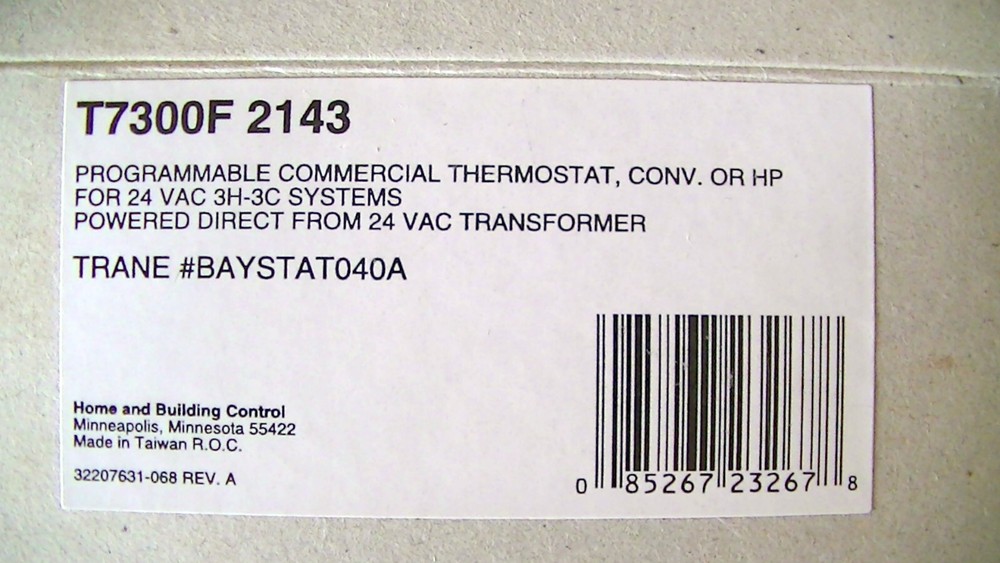 T7300F 2143
PROGRAMMABLE COMMERCIAL THERMOSTAT, CONV. OR HP
FOR 24 VAC 3H-3C SYSTEMS
POWERED DIRECT FROM 24 VAC TRANSFORMER
TRANE #BAYSTAT040A
Home and Building Control
Minneapolis, Minnesota 55422
Made in Taiwan R.O.C.
32207631-068 REV. A
0 85267 23267 8